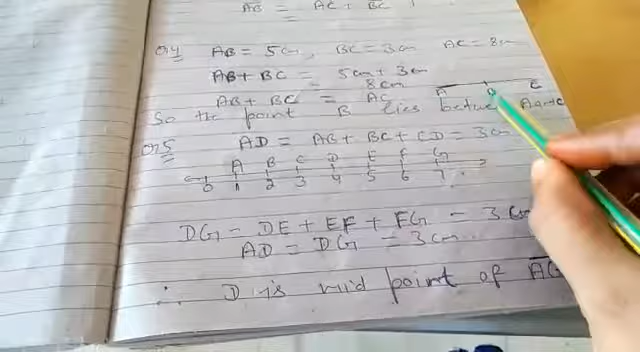 AB = AC + BC
Q4 AB = 5cm, BC = 3cm AC = 8cm
AB + BC = 5cm + 3cm
= 8cm
AB + BC = AC
A B C
So the point B lies between A and C
Q5 AD = AB + BC + CD = 3cm
A B C D E F G
0 1 2 3 4 5 6 7
DG - DE + EF + FG - 3cm
AD = DG = 3cm
∴ D is mid point of AG